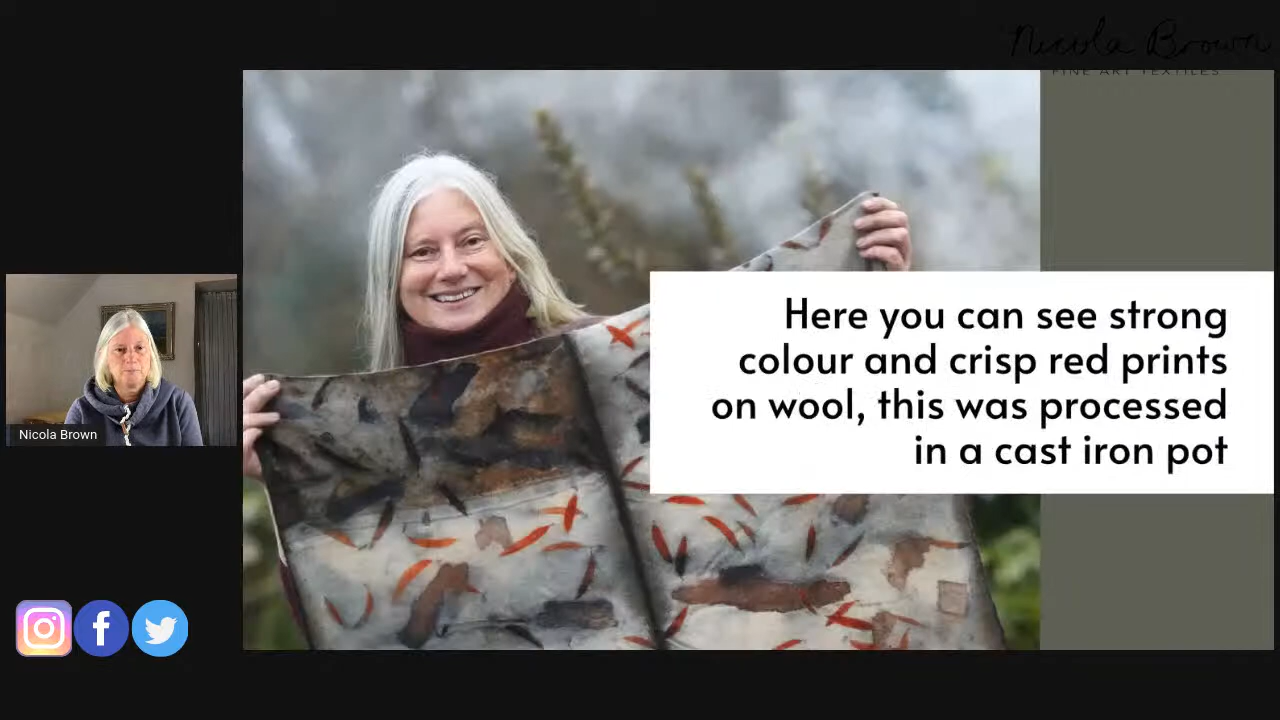 Nicola Brown
FINE ART TEXTILES
Here you can see strong
colour and crisp red prints
on wool, this was processed
in a cast iron pot
Nicola Brown